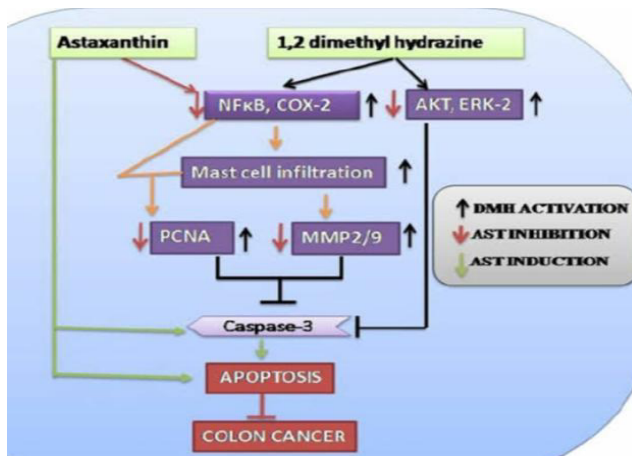 Astaxanthin
1,2 dimethyl hydrazine
NFκB, COX-2
AKT, ERK-2
Mast cell infiltration
PCNA
MMP2/9
DMH ACTIVATION
AST INHIBITION
AST INDUCTION
Caspase-3
APOPTOSIS
COLON CANCER